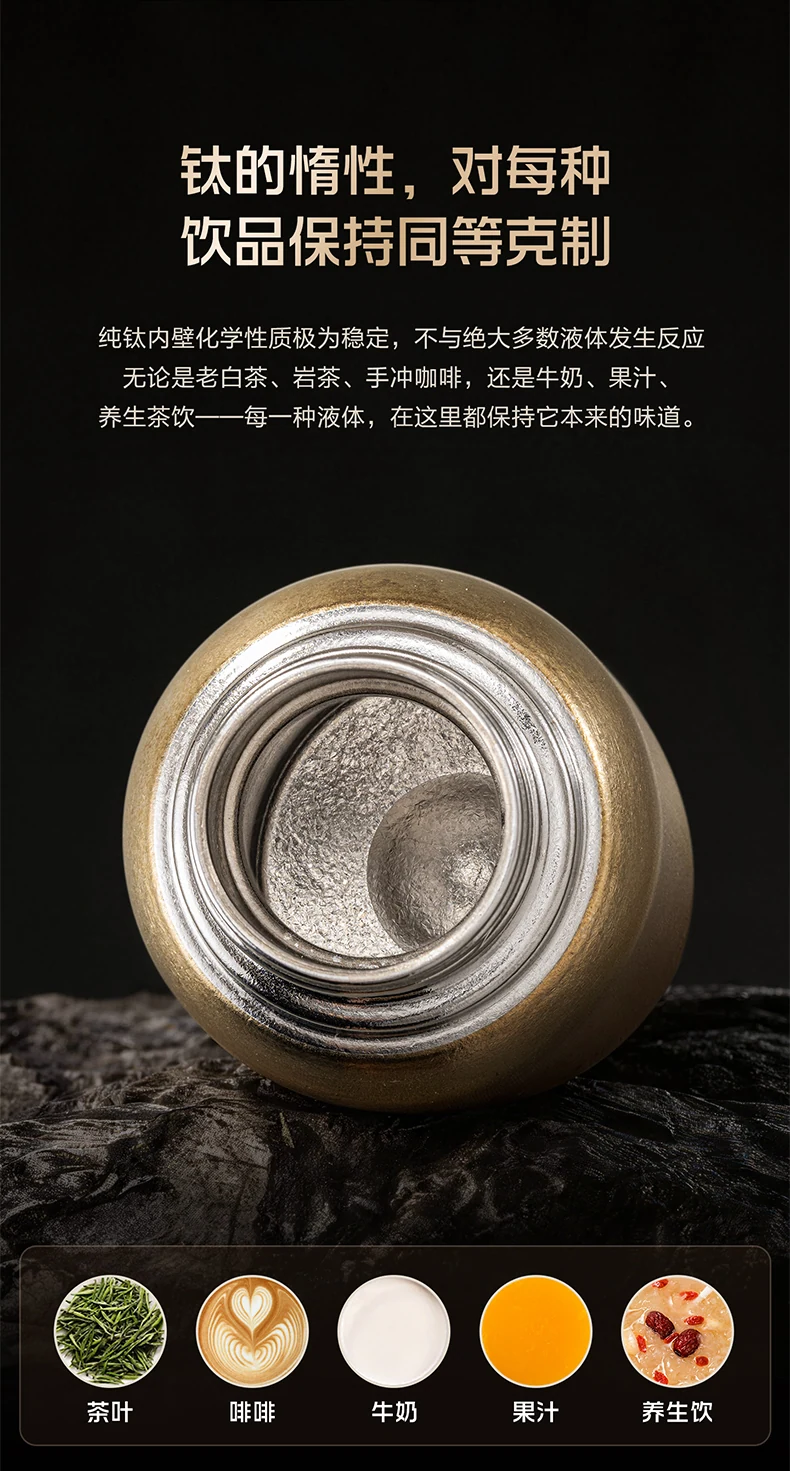 钛的惰性，对每种
饮品保持同等克制
纯钛内壁化学性质极为稳定，不与绝大多数液体发生反应
无论是老白茶、岩茶、手冲咖啡，还是牛奶、果汁、
养生茶饮——每一种液体，在这里都保持它本来的味道。
茶叶
啡啡
牛奶
果汁
养生饮